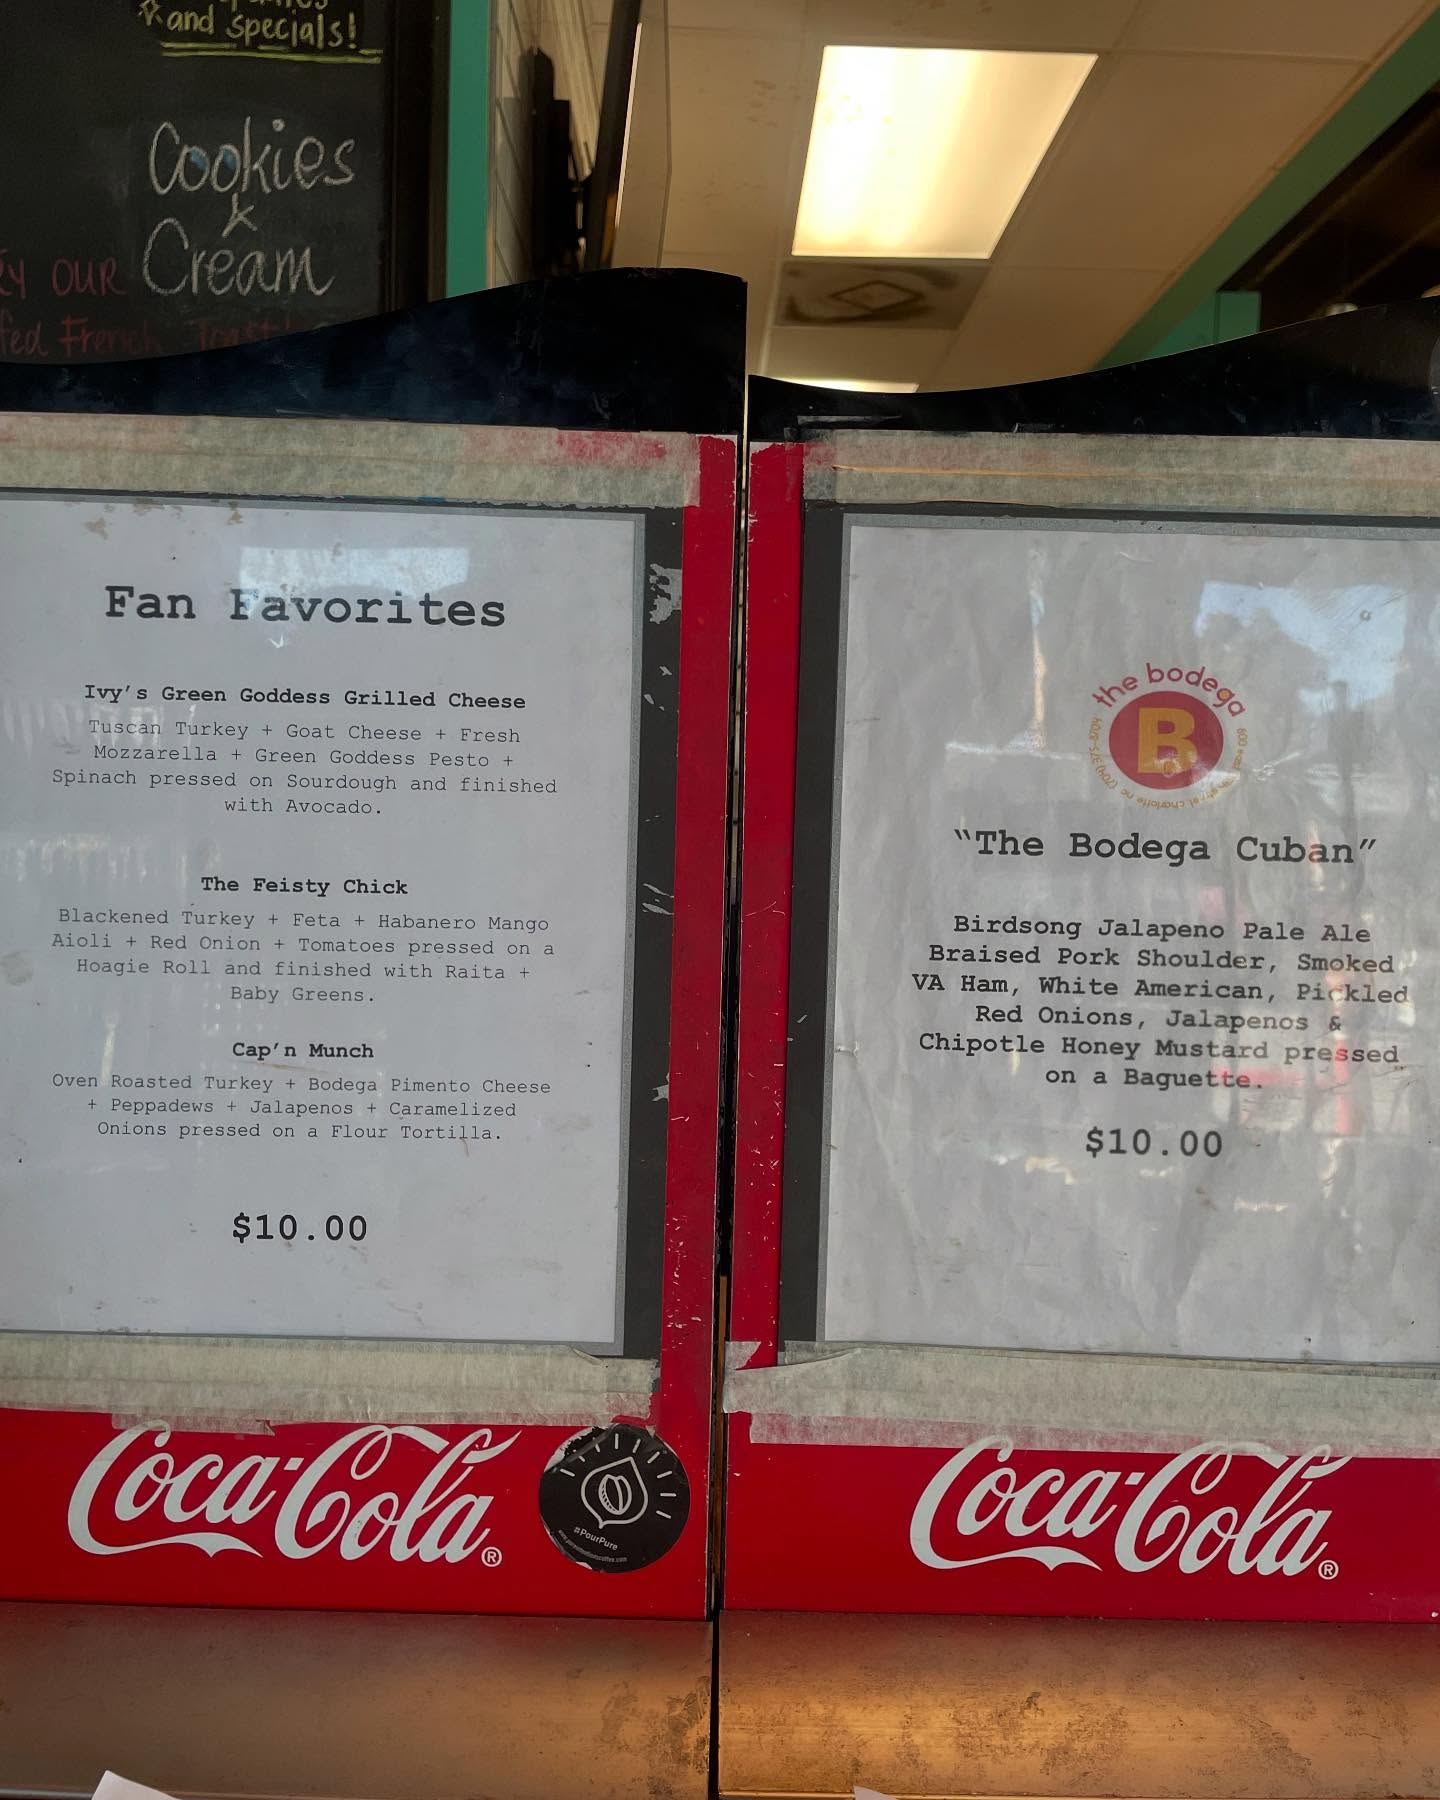 and specials!
Cookies
&
Cream
OUR
French Toast!
Fan Favorites
Ivy's Green Goddess Grilled Cheese
Tuscan Turkey + Goat Cheese + Fresh
Mozzarella + Green Goddess Pesto +
Spinach pressed on Sourdough and finished
with Avocado.
The Feisty Chick
Blackened Turkey + Feta + Habanero Mango
Aioli + Red Onion + Tomatoes pressed on a
Hoagie Roll and finished with Raita +
Baby Greens.
Cap'n Munch
Oven Roasted Turkey + Bodega Pimento Cheese
+ Peppadews + Jalapenos + Caramelized
Onions pressed on a Flour Tortilla.
$10.00
Coca-Cola®
#PourPure
the bodega
B
charlotte nc
"The Bodega Cuban"
Birdsong Jalapeno Pale Ale
Braised Pork Shoulder, Smoked
VA Ham, White American, Pickled
Red Onions, Jalapenos &
Chipotle Honey Mustard pressed
on a Baguette.
$10.00
Coca-Cola®